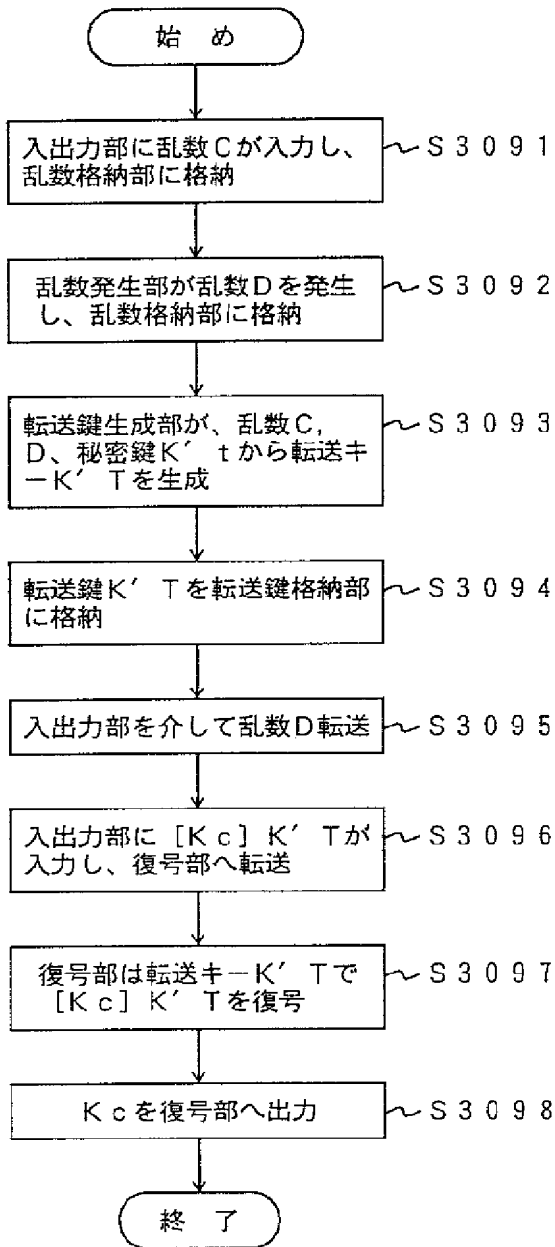 始　め
入出力部に乱数Cが入力し、 S3091
乱数格納部に格納
乱数発生部が乱数Dを発生 S3092
し、乱数格納部に格納
転送鍵生成部が、乱数C, S3093
D、秘密鍵K′tから転送キ
ーK′Tを生成
転送鍵K′Tを転送鍵格納部 S3094
に格納
入出力部を介して乱数D転送 S3095
入出力部に［Kc］K′Tが S3096
入力し、復号部へ転送
復号部は転送キーK′Tで S3097
［Kc］K′Tを復号
Kcを復号部へ出力 S3098
終　了